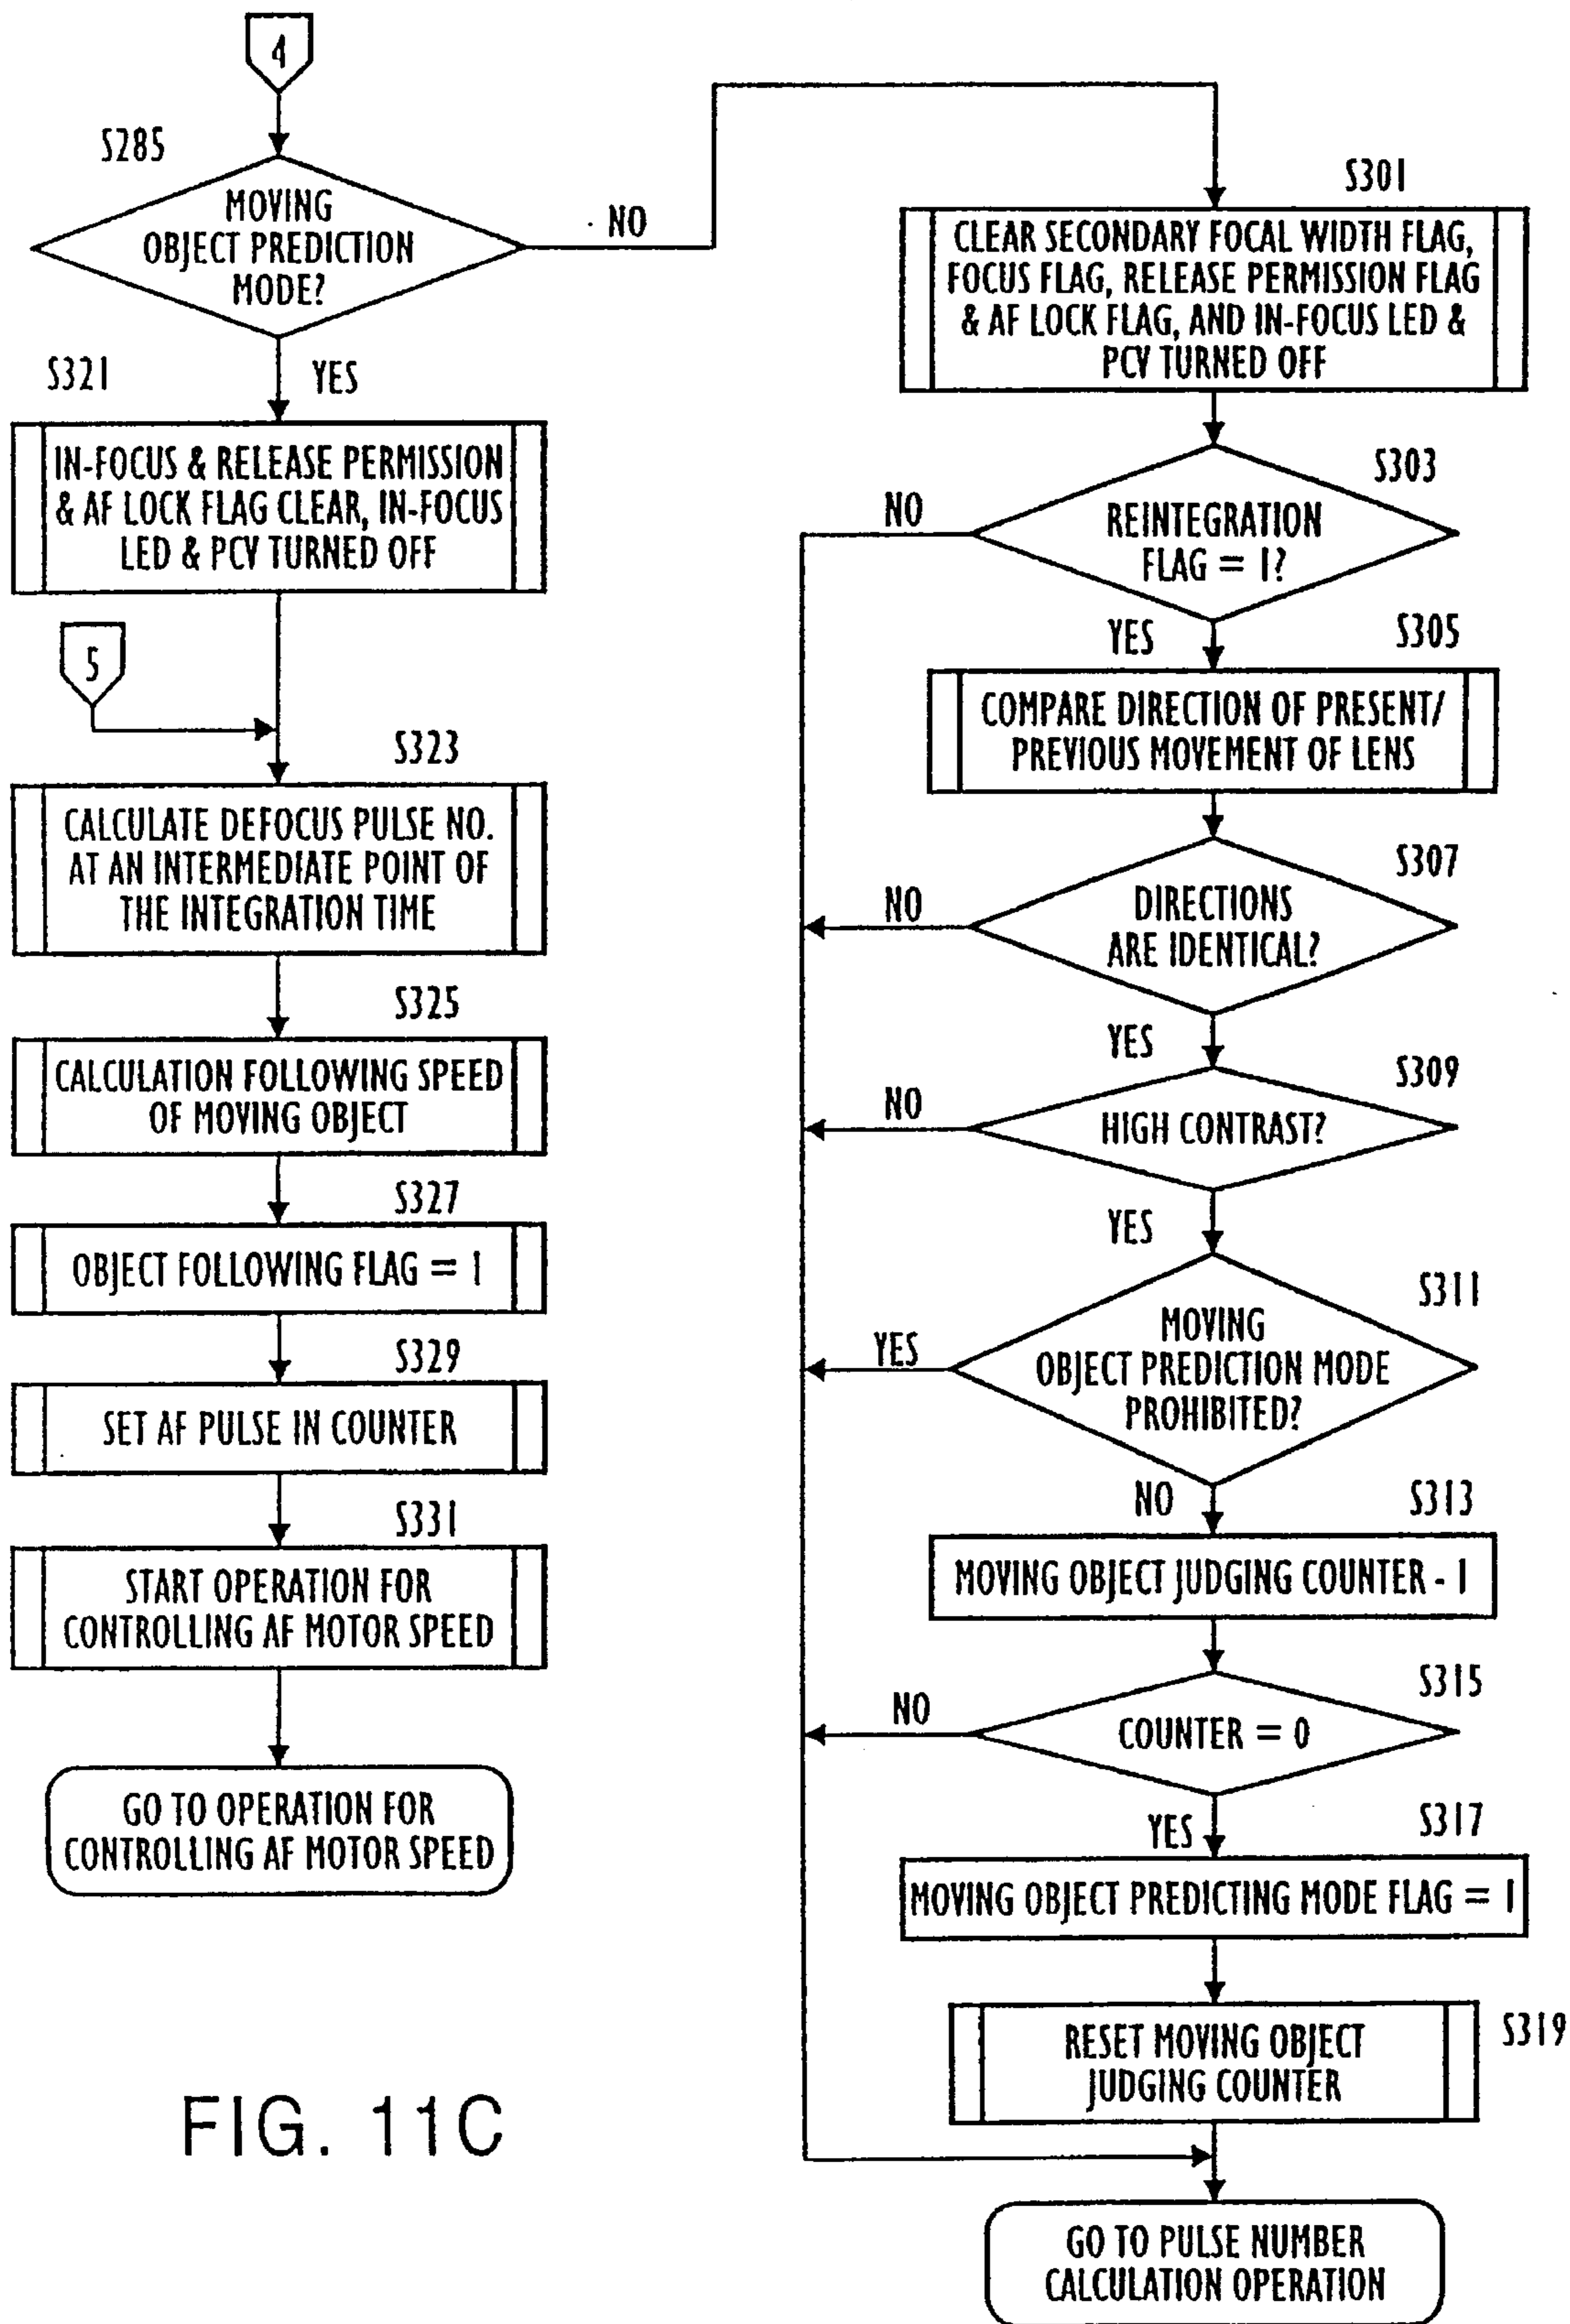 4
S285
MOVING
OBJECT PREDICTION
MODE?
NO
YES
S321
IN-FOCUS & RELEASE PERMISSION
& AF LOCK FLAG CLEAR, IN-FOCUS
LED & PCV TURNED OFF
5
S323
CALCULATE DEFOCUS PULSE NO.
AT AN INTERMEDIATE POINT OF
THE INTEGRATION TIME
S325
CALCULATION FOLLOWING SPEED
OF MOVING OBJECT
S327
OBJECT FOLLOWING FLAG = 1
S329
SET AF PULSE IN COUNTER
S331
START OPERATION FOR
CONTROLLING AF MOTOR SPEED
GO TO OPERATION FOR
CONTROLLING AF MOTOR SPEED
S301
CLEAR SECONDARY FOCAL WIDTH FLAG,
FOCUS FLAG, RELEASE PERMISSION FLAG
& AF LOCK FLAG, AND IN-FOCUS LED &
PCV TURNED OFF
S303
REINTEGRATION
FLAG = 1?
NO
YES
S305
COMPARE DIRECTION OF PRESENT/
PREVIOUS MOVEMENT OF LENS
S307
DIRECTIONS
ARE IDENTICAL?
NO
YES
S309
HIGH CONTRAST?
NO
YES
S311
MOVING
OBJECT PREDICTION MODE
PROHIBITED?
YES
NO
S313
MOVING OBJECT JUDGING COUNTER - 1
S315
COUNTER = 0
NO
YES
S317
MOVING OBJECT PREDICTING MODE FLAG = 1
S319
RESET MOVING OBJECT
JUDGING COUNTER
GO TO PULSE NUMBER
CALCULATION OPERATION
FIG. 11C